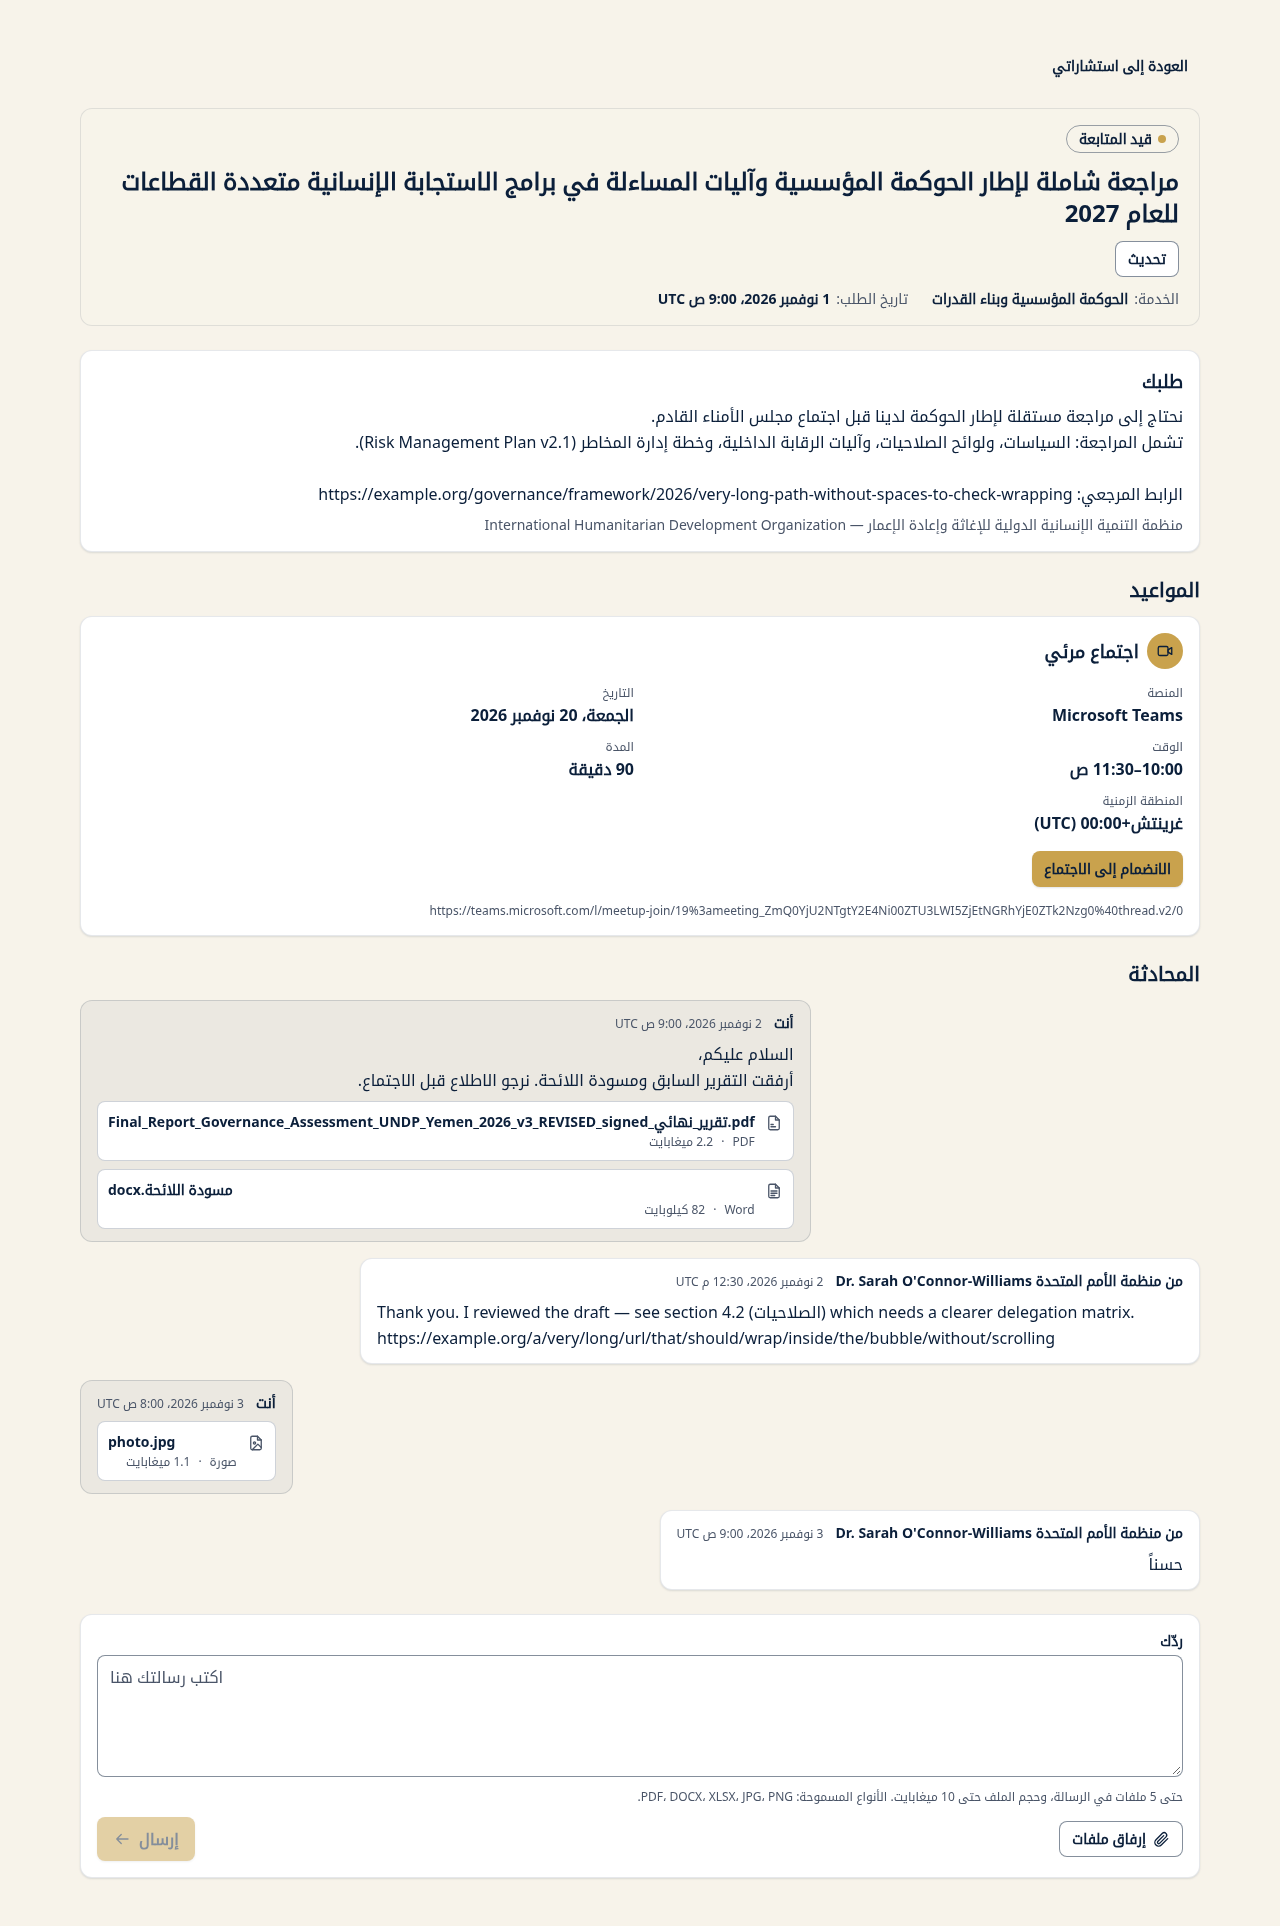 العودة إلى استشاراتي
قيد المتابعة
مراجعة شاملة لإطار الحوكمة المؤسسية وآليات المساءلة في برامج الاستجابة الإنسانية متعددة القطاعات
للعام 2027
تحديث
الخدمة: الحوكمة المؤسسية وبناء القدرات تاريخ الطلب: 1 نوفمبر 2026، 9:00 ص UTC
طلبك
نحتاج إلى مراجعة مستقلة لإطار الحوكمة لدينا قبل اجتماع مجلس الأمناء القادم.
تشمل المراجعة: السياسات، ولوائح الصلاحيات، وآليات الرقابة الداخلية، وخطة إدارة المخاطر (Risk Management Plan v2.1).
الرابط المرجعي: https://example.org/governance/framework/2026/very-long-path-without-spaces-to-check-wrapping
منظمة التنمية الإنسانية الدولية للإغاثة وإعادة الإعمار — International Humanitarian Development Organization
المواعيد
اجتماع مرئي
المنصة
Microsoft Teams
التاريخ
الجمعة، 20 نوفمبر 2026
الوقت
10:00–11:30 ص
المدة
90 دقيقة
المنطقة الزمنية
غرينتش+00:00 (UTC)
الانضمام إلى الاجتماع
https://teams.microsoft.com/l/meetup-join/19%3ameeting_ZmQ0YjU2NTgtY2E4Ni00ZTU3LWI5ZjEtNGRhYjE0ZTk2Nzg0%40thread.v2/0
المحادثة
أنت 2 نوفمبر 2026، 9:00 ص UTC
السلام عليكم،
أرفقت التقرير السابق ومسودة اللائحة. نرجو الاطلاع قبل الاجتماع.
Final_Report_Governance_Assessment_UNDP_Yemen_2026_v3_REVISED_signed_تقرير_نهائي.pdf
PDF · 2.2 ميغابايت
مسودة اللائحة.docx
Word · 82 كيلوبايت
من منظمة الأمم المتحدة Dr. Sarah O'Connor-Williams 2 نوفمبر 2026، 12:30 م UTC
Thank you. I reviewed the draft — see section 4.2 (الصلاحيات) which needs a clearer delegation matrix.
https://example.org/a/very/long/url/that/should/wrap/inside/the/bubble/without/scrolling
أنت 3 نوفمبر 2026، 8:00 ص UTC
photo.jpg
صورة · 1.1 ميغابايت
من منظمة الأمم المتحدة Dr. Sarah O'Connor-Williams 3 نوفمبر 2026، 9:00 ص UTC
حسناً
ردّك
اكتب رسالتك هنا
حتى 5 ملفات في الرسالة، وحجم الملف حتى 10 ميغابايت. الأنواع المسموحة: PDF، DOCX، XLSX، JPG، PNG.
إرفاق ملفات
إرسال